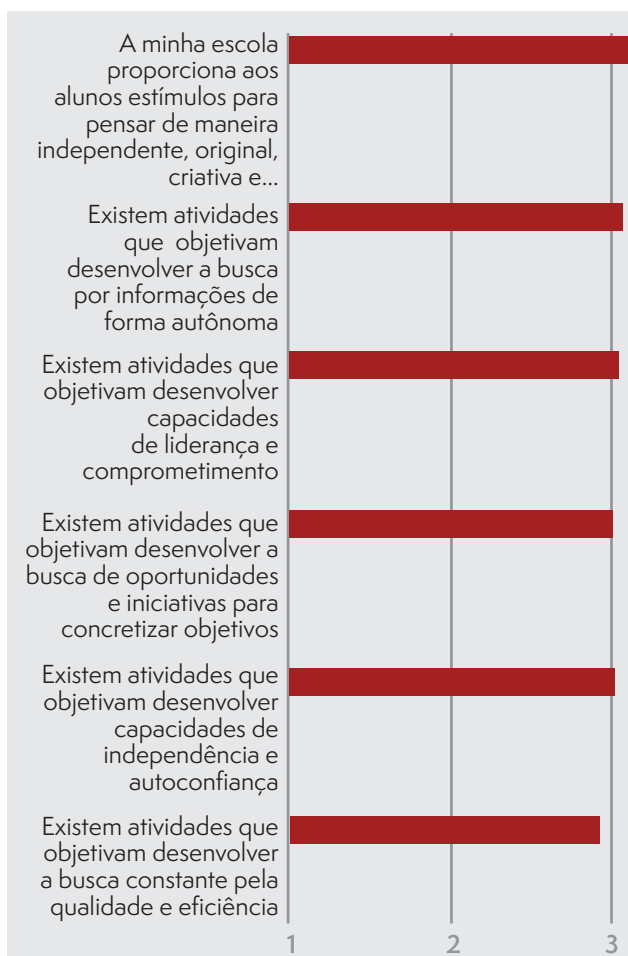 A minha escola
proporciona aos
alunos estímulos para
pensar de maneira
independente, original,
criativa e...
Existem atividades
que objetivam
desenvolver a busca
por informações de
forma autônoma
Existem atividades que
objetivam desenvolver
capacidades
de liderança e
comprometimento
Existem atividades que
objetivam desenvolver a
busca de oportunidades
e iniciativas para
concretizar objetivos
Existem atividades que
objetivam desenvolver
capacidades de
independência e
autoconfiança
Existem atividades que
objetivam desenvolver
a busca constante pela
qualidade e eficiência
1 2 3